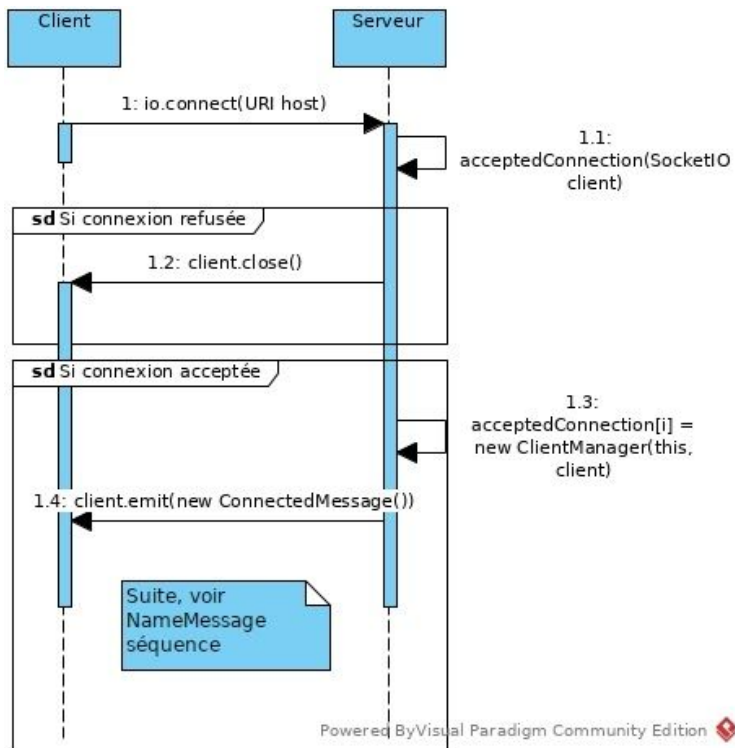 Client
Serveur
1: io.connect(URI host)
1.1:
acceptedConnection(SocketIO
client)
sd Si connexion refusée
1.2: client.close()
sd Si connexion acceptée
1.3:
acceptedConnection[i] =
new ClientManager(this,
client)
1.4: client.emit(new ConnectedMessage())
Suite, voir
NameMessage
séquence
Powered ByVisual Paradigm Community Edition